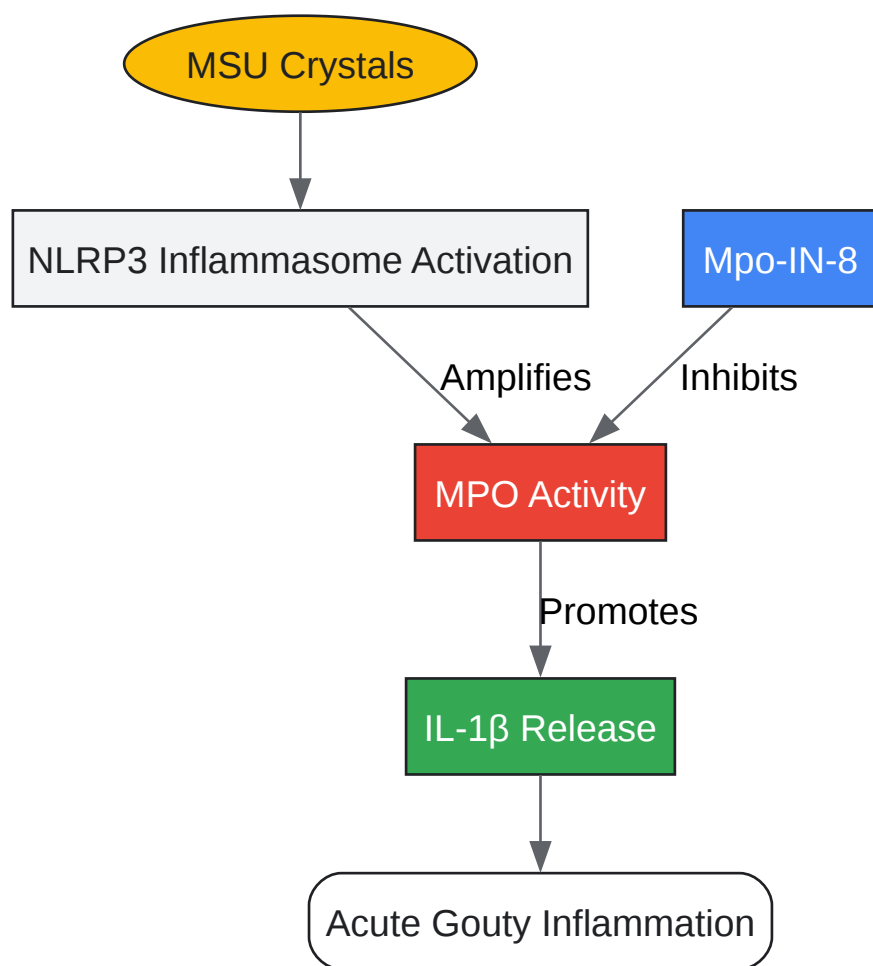 MSU Crystals
NLRP3 Inflammasome Activation
Mpo-IN-8
Amplifies
Inhibits
MPO Activity
Promotes
IL-1β Release
Acute Gouty Inflammation